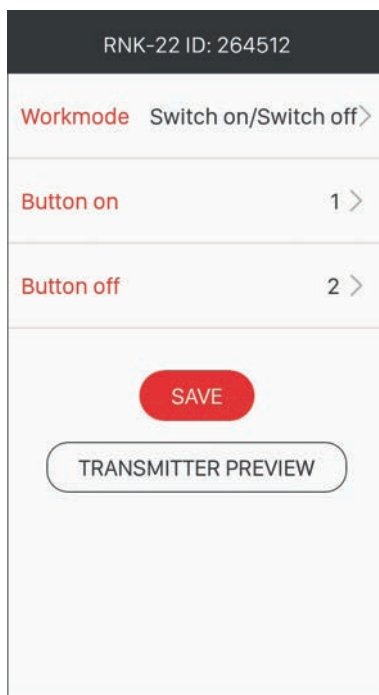 RNK-22 ID: 264512
Workmode Switch on/Switch off
Button on 1
Button off 2
SAVE
TRANSMITTER PREVIEW